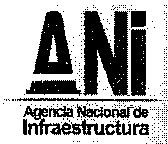 ANi
Agencia Nacional de
Infraestructura